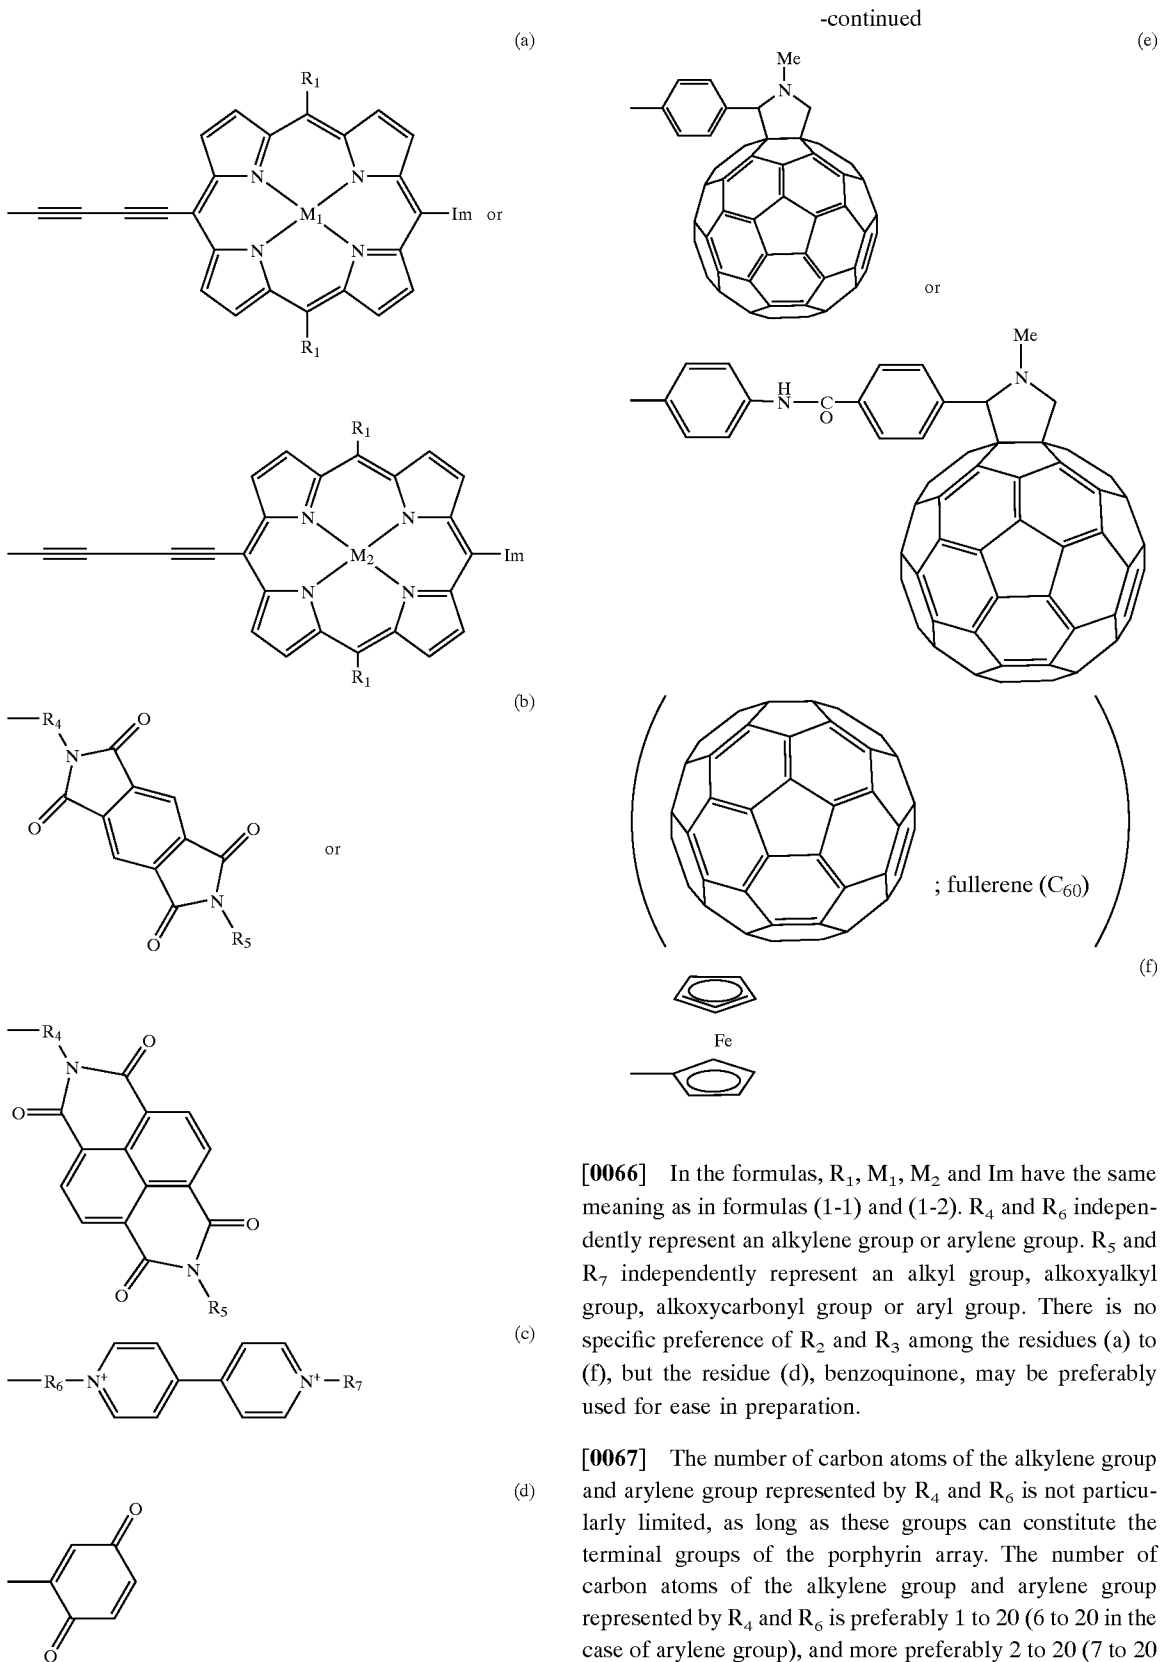 (a)
R₁
N N
M₁ Im or
N N
R₁
R₁
N N
M₂ Im
N N
R₁
(b)
R₄ O
N
O O
or
N
O R₅
R₄ O
N
O
O
N
O R₅
(c)
R₆ N⁺ N⁺ R₇
(d)
O
O
-continued
(e)
Me
N
or
Me
N
H
N C
O
; fullerene (C₆₀)
(f)
Fe
[0066] In the formulas, R₁, M₁, M₂ and Im have the same
meaning as in formulas (1-1) and (1-2). R₄ and R₆ indepen-
dently represent an alkylene group or arylene group. R₅ and
R₇ independently represent an alkyl group, alkoxyalkyl
group, alkoxycarbonyl group or aryl group. There is no
specific preference of R₂ and R₃ among the residues (a) to
(f), but the residue (d), benzoquinone, may be preferably
used for ease in preparation.
[0067] The number of carbon atoms of the alkylene group
and arylene group represented by R₄ and R₆ is not particu-
larly limited, as long as these groups can constitute the
terminal groups of the porphyrin array. The number of
carbon atoms of the alkylene group and arylene group
represented by R₄ and R₆ is preferably 1 to 20 (6 to 20 in the
case of arylene group), and more preferably 2 to 20 (7 to 20